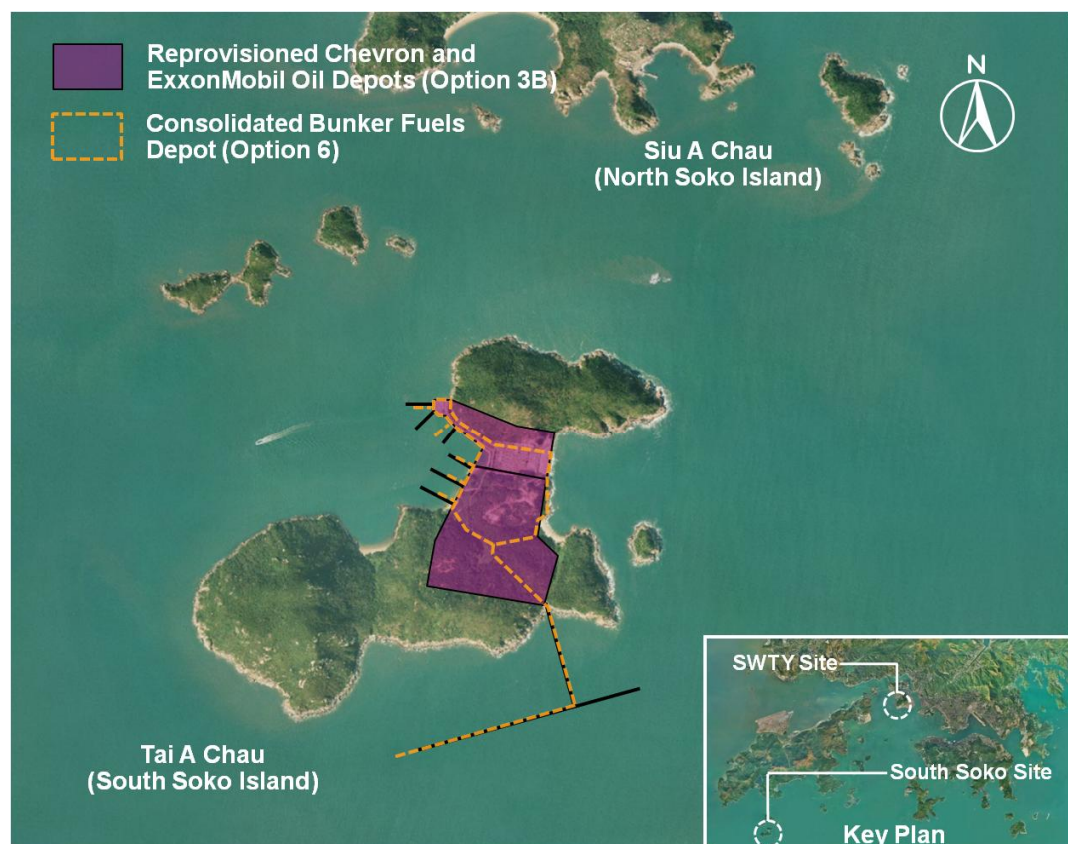 Reprovisioned Chevron and
ExxonMobil Oil Depots (Option 3B)
Consolidated Bunker Fuels
Depot (Option 6)
N
Siu A Chau
(North Soko Island)
Tai A Chau
(South Soko Island)
SWTY Site
South Soko Site
Key Plan